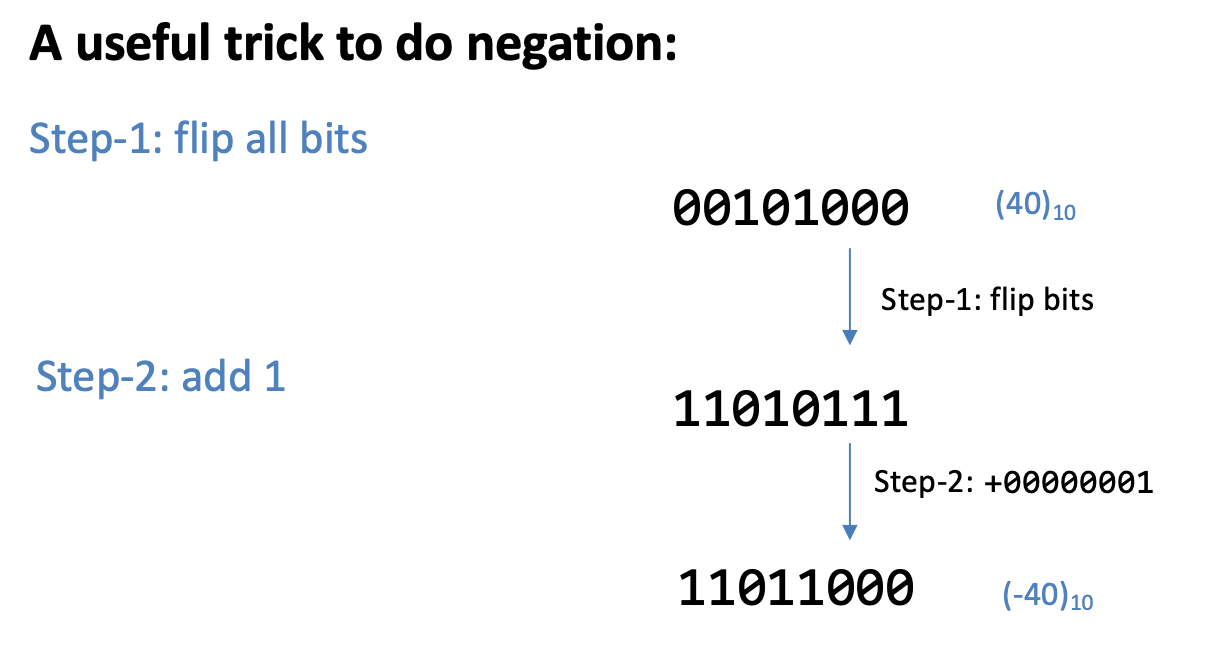 A useful trick to do negation:
Step-1: flip all bits
00101000 (40)10
Step-1: flip bits
Step-2: add 1
11010111
Step-2: +00000001
11011000 (-40)10